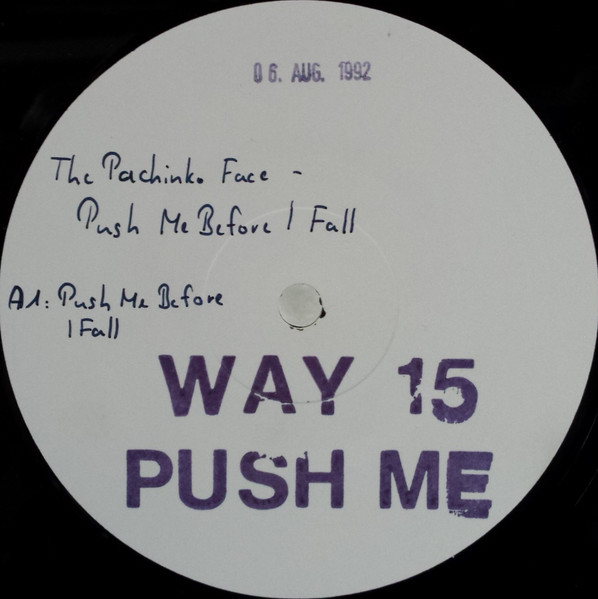 06. AUG. 1992
The Pachinko Face -
Push Me Before I Fall
A1: Push Me Before
I Fall
WAY 15
PUSH ME